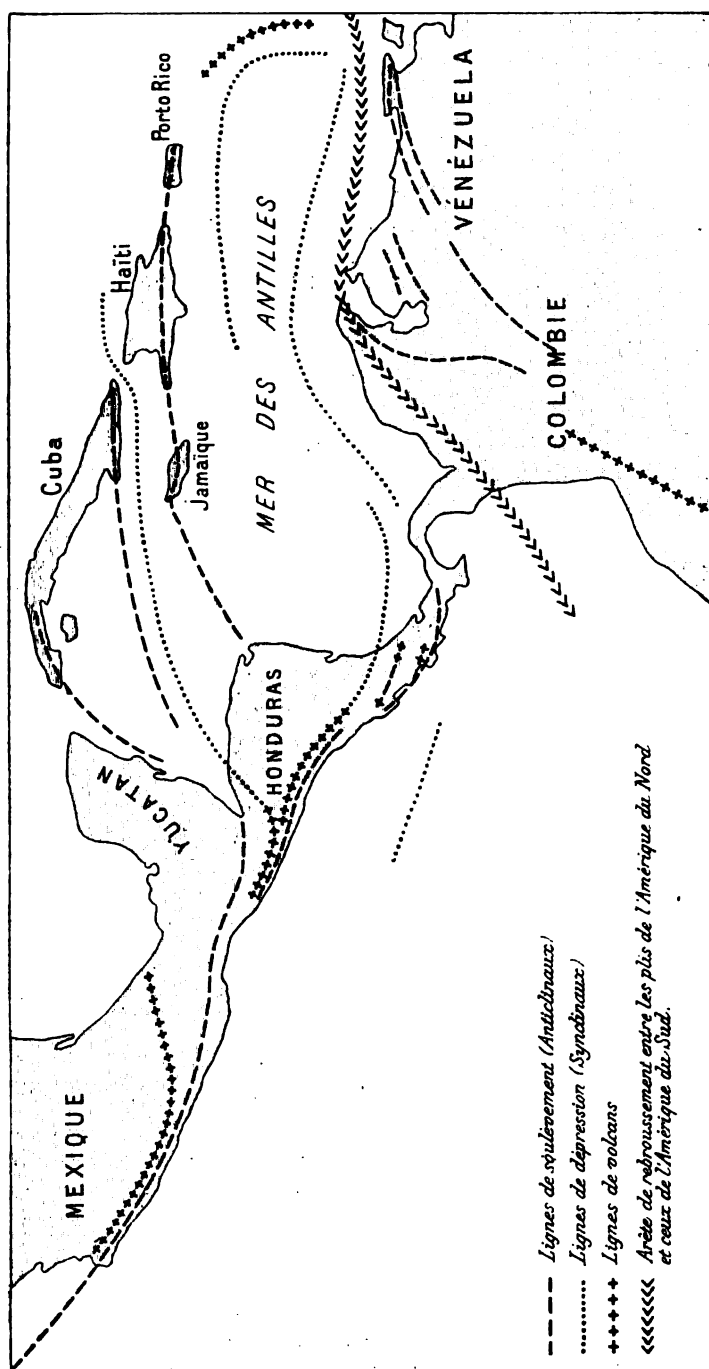 MEXIQUE
YUCATAN
HONDURAS
Cuba
Haïti
Porto Rico
Jamaïque
MER DES ANTILLES
VENÉZUELA
COLOMBIE
Lignes de soulèvement (Anticlinaux)
Lignes de dépression (Synclinaux)
Lignes de volcans
Arête de rebroussement entre les plis de l'Amérique du Nord
et ceux de l'Amérique du Sud.